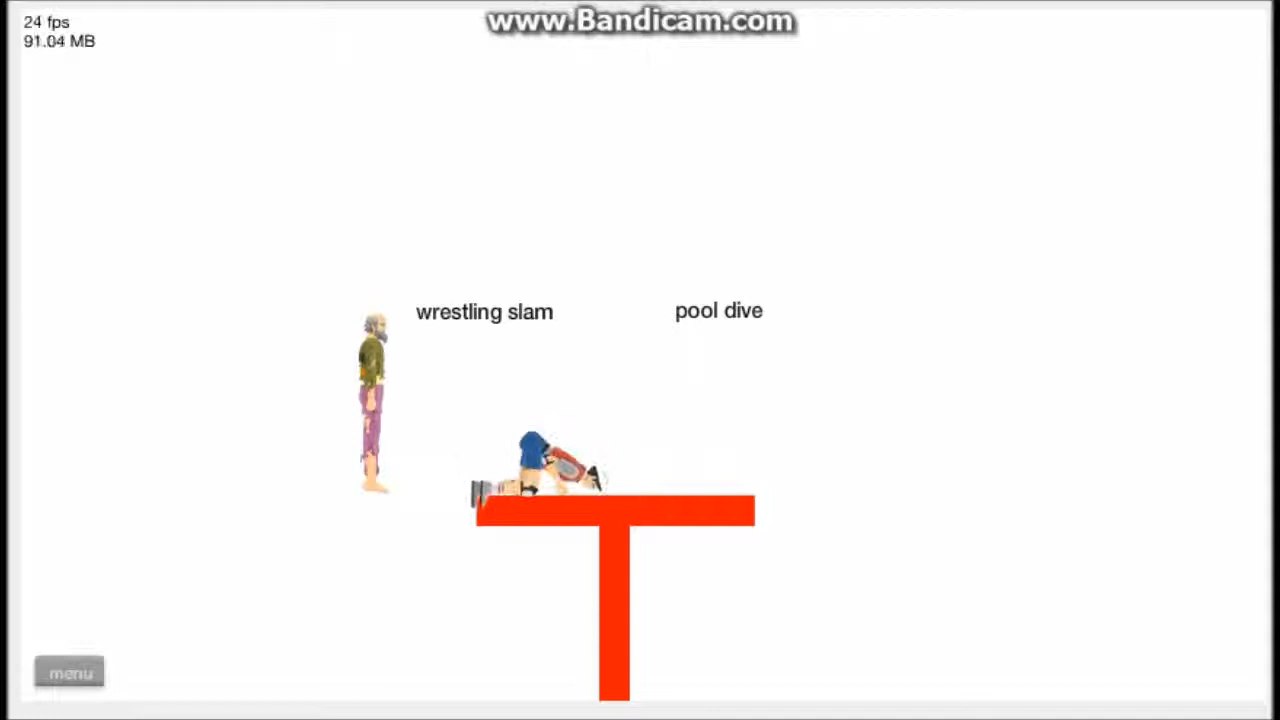 24 fps
91.04 MB
www.Bandicam.com
wrestling slam
pool dive
menu